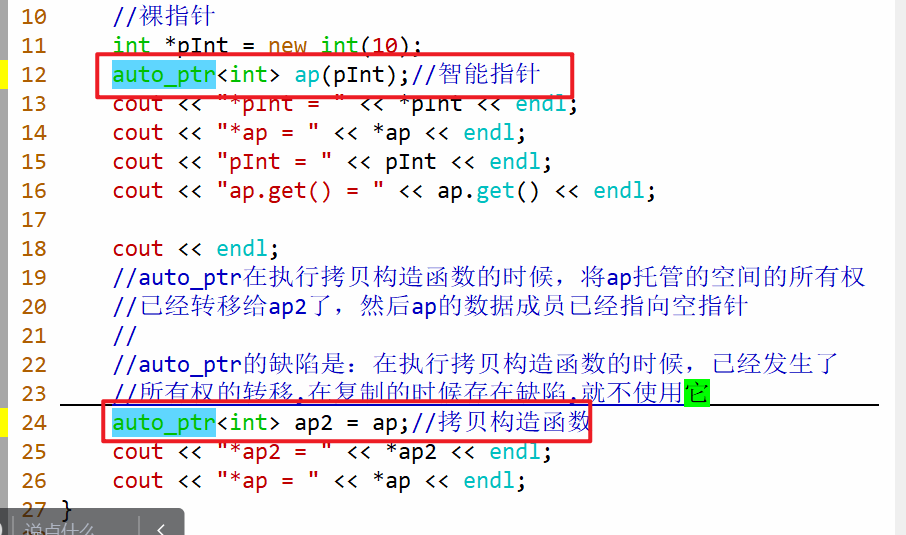 10 //裸指针
11 int *pInt = new int(10);
12 auto_ptr<int> ap(pInt);//智能指针
13 cout << "*pInt = " << *pInt << endl;
14 cout << "*ap = " << *ap << endl;
15 cout << "pInt = " << pInt << endl;
16 cout << "ap.get() = " << ap.get() << endl;
17
18 cout << endl;
19 //auto_ptr在执行拷贝构造函数的时候，将ap托管的空间的所有权
20 //已经转移给ap2了，然后ap的数据成员已经指向空指针
21 //
22 //auto_ptr的缺陷是：在执行拷贝构造函数的时候，已经发生了
23 //所有权的转移,在复制的时候存在缺陷,就不使用它
24 auto_ptr<int> ap2 = ap;//拷贝构造函数
25 cout << "*ap2 = " << *ap2 << endl;
26 cout << "*ap = " << *ap << endl;
27 }
说点什么